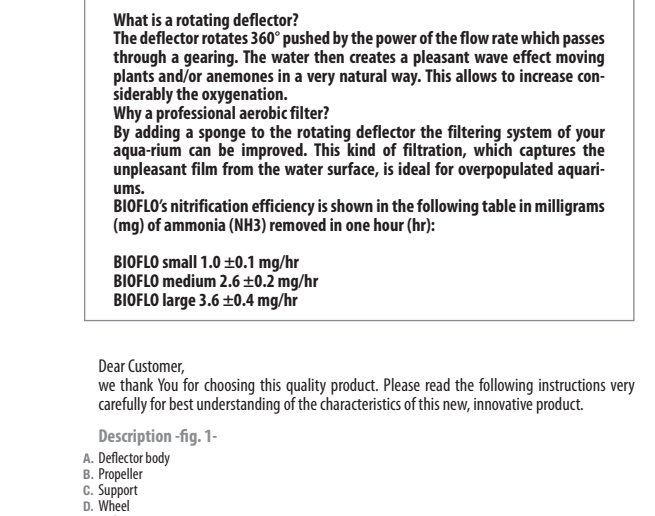 What is a rotating deflector?
The deflector rotates 360° pushed by the power of the flow rate which passes
through a gearing. The water then creates a pleasant wave effect moving
plants and/or anemones in a very natural way. This allows to increase con-
siderably the oxygenation.
Why a professional aerobic filter?
By adding a sponge to the rotating deflector the filtering system of your
aqua-rium can be improved. This kind of filtration, which captures the
unpleasant film from the water surface, is ideal for overpopulated aquari-
ums.
BIOFLO's nitrification efficiency is shown in the following table in milligrams
(mg) of ammonia (NH3) removed in one hour (hr):
BIOFLO small 1.0 ±0.1 mg/hr
BIOFLO medium 2.6 ±0.2 mg/hr
BIOFLO large 3.6 ±0.4 mg/hr
Dear Customer,
we thank You for choosing this quality product. Please read the following instructions very
carefully for best understanding of the characteristics of this new, innovative product.
Description -fig. 1-
A. Deflector body
B. Propeller
C. Support
D. Wheel